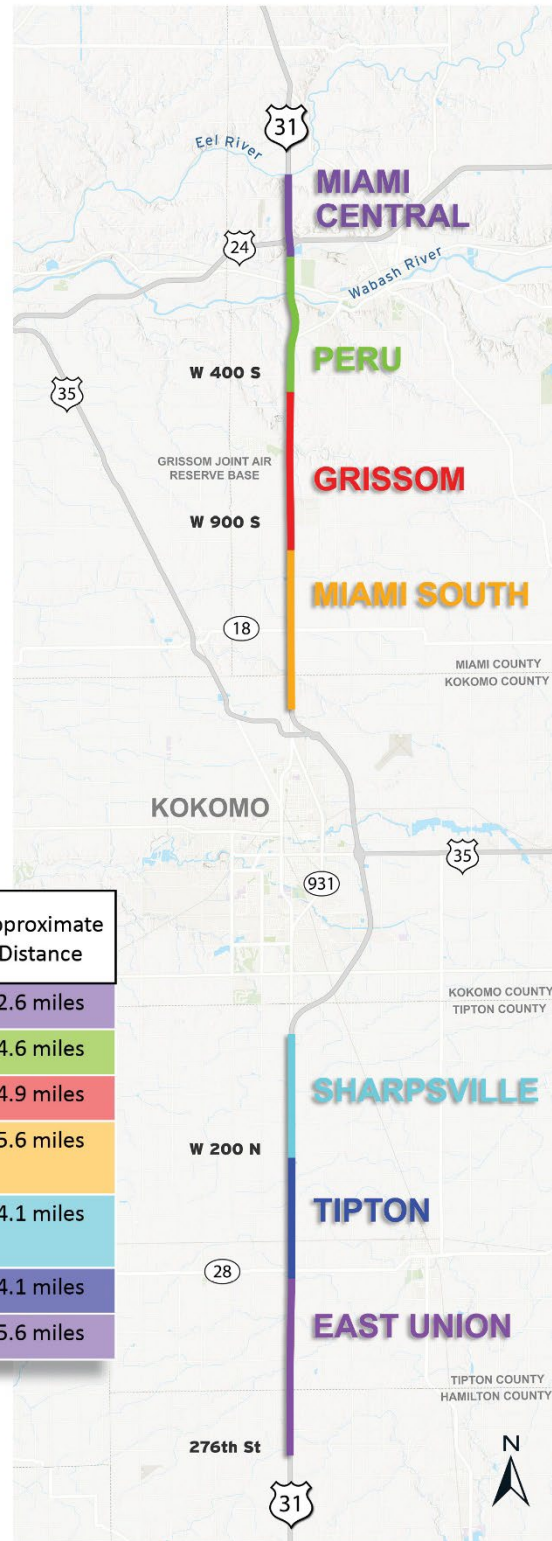 31
Eel River
MIAMI
CENTRAL
24
Wabash River
PERU
W 400 S
35
GRISSOM JOINT AIR
RESERVE BASE
GRISSOM
W 900 S
MIAMI SOUTH
18
MIAMI COUNTY
KOKOMO COUNTY
KOKOMO
35
931
proximate
Distance
2.6 miles
4.6 miles
4.9 miles
5.6 miles
4.1 miles
4.1 miles
5.6 miles
KOKOMO COUNTY
TIPTON COUNTY
SHARPSVILLE
W 200 N
TIPTON
28
EAST UNION
TIPTON COUNTY
HAMILTON COUNTY
276th St
N
31